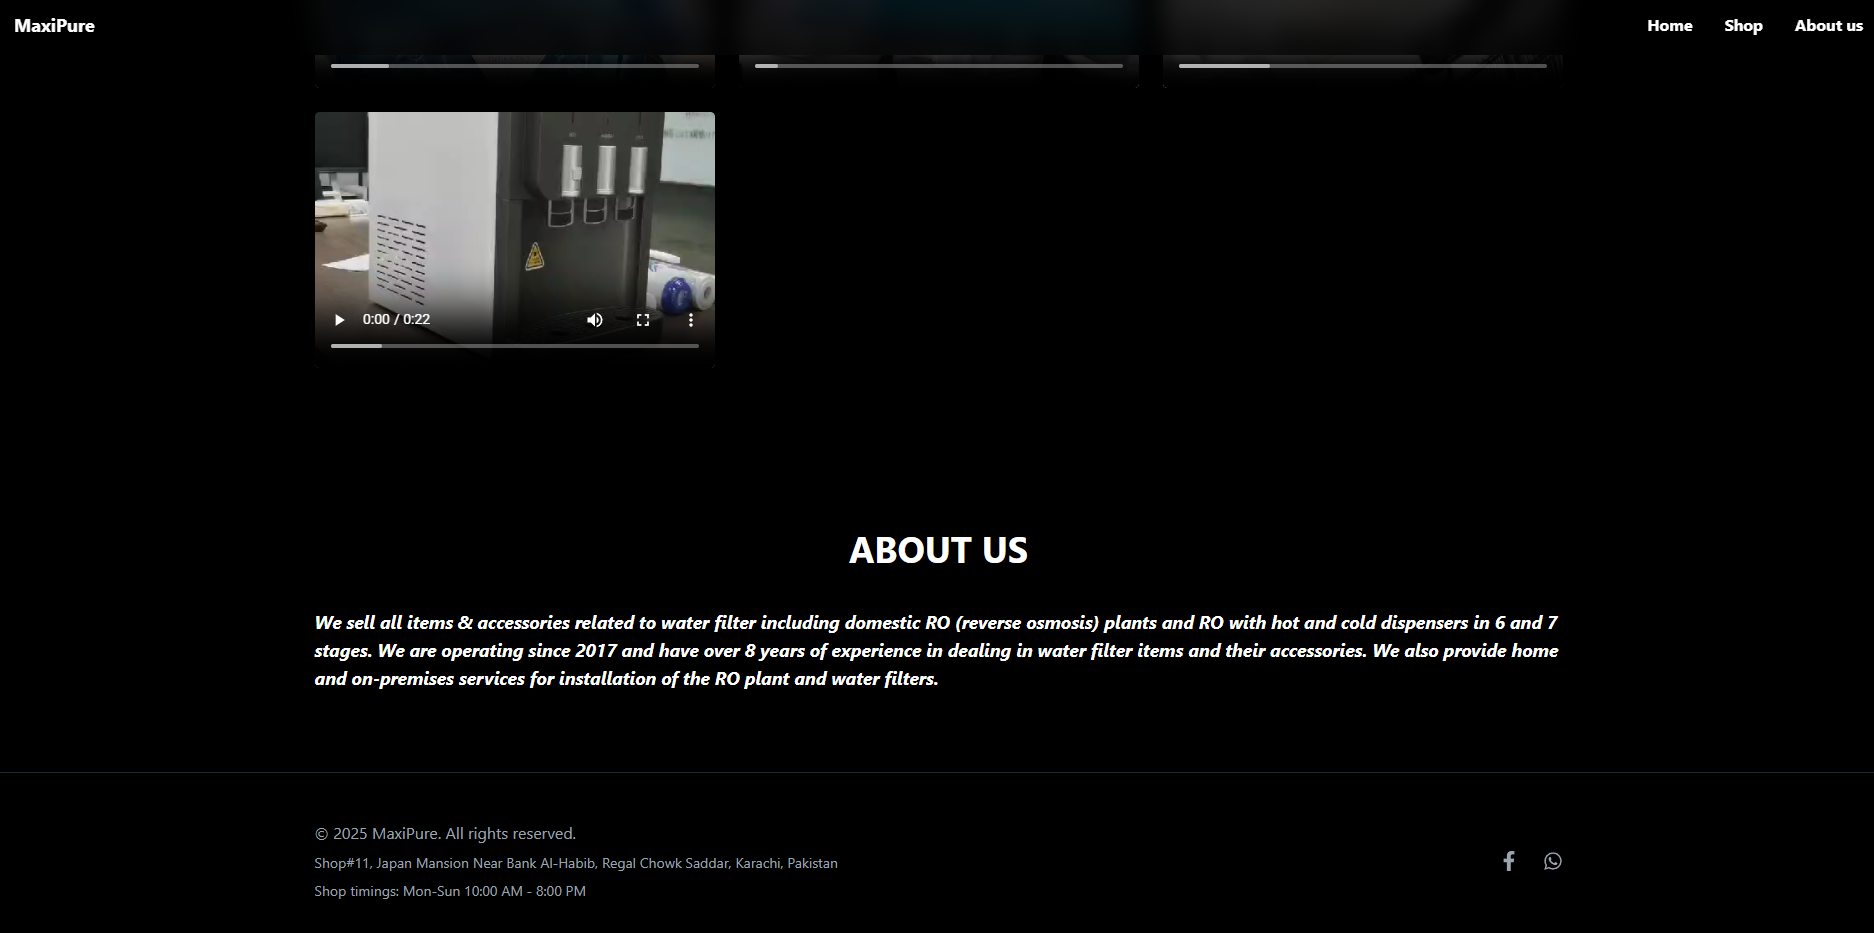 MaxiPure
Home
Shop
About us
0:00 / 0:22
ABOUT US
We sell all items & accessories related to water filter including domestic RO (reverse osmosis) plants and RO with hot and cold dispensers in 6 and 7
stages. We are operating since 2017 and have over 8 years of experience in dealing in water filter items and their accessories. We also provide home
and on-premises services for installation of the RO plant and water filters.
© 2025 MaxiPure. All rights reserved.
Shop#11, Japan Mansion Near Bank Al-Habib, Regal Chowk Saddar, Karachi, Pakistan
Shop timings: Mon-Sun 10:00 AM - 8:00 PM